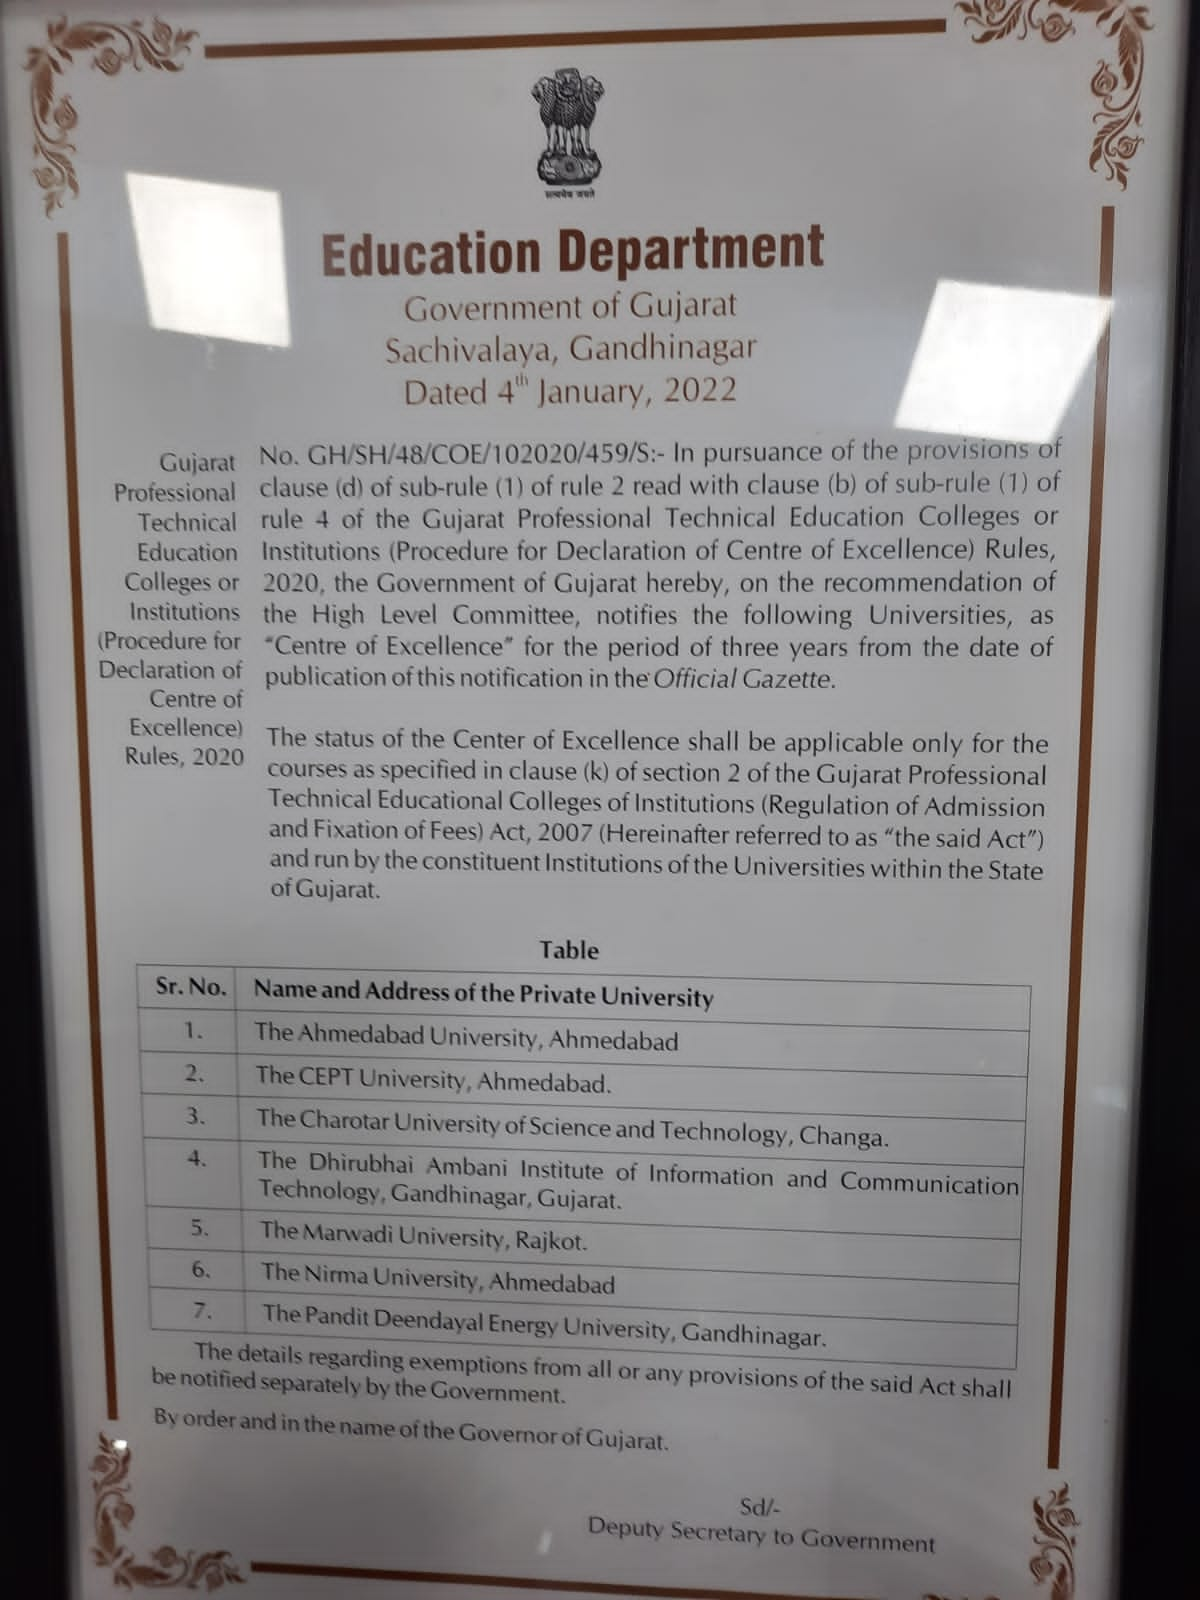 सत्यमेव जयते
Education Department
Government of Gujarat
Sachivalaya, Gandhinagar
Dated 4th January, 2022
Gujarat
Professional
Technical
Education
Colleges or
Institutions
(Procedure for
Declaration of
Centre of
Excellence)
Rules, 2020
No. GH/SH/48/COE/102020/459/S:- In pursuance of the provisions of
clause (d) of sub-rule (1) of rule 2 read with clause (b) of sub-rule (1) of
rule 4 of the Gujarat Professional Technical Education Colleges or
Institutions (Procedure for Declaration of Centre of Excellence) Rules,
2020, the Government of Gujarat hereby, on the recommendation of
the High Level Committee, notifies the following Universities, as
“Centre of Excellence” for the period of three years from the date of
publication of this notification in the Official Gazette.
The status of the Center of Excellence shall be applicable only for the
courses as specified in clause (k) of section 2 of the Gujarat Professional
Technical Educational Colleges of Institutions (Regulation of Admission
and Fixation of Fees) Act, 2007 (Hereinafter referred to as “the said Act”)
and run by the constituent Institutions of the Universities within the State
of Gujarat.
Table
Sr. No. Name and Address of the Private University
1. The Ahmedabad University, Ahmedabad
2. The CEPT University, Ahmedabad.
3. The Charotar University of Science and Technology, Changa.
4. The Dhirubhai Ambani Institute of Information and Communication
Technology, Gandhinagar, Gujarat.
5. The Marwadi University, Rajkot.
6. The Nirma University, Ahmedabad
7. The Pandit Deendayal Energy University, Gandhinagar.
The details regarding exemptions from all or any provisions of the said Act shall
be notified separately by the Government.
By order and in the name of the Governor of Gujarat.
Sd/-
Deputy Secretary to Government